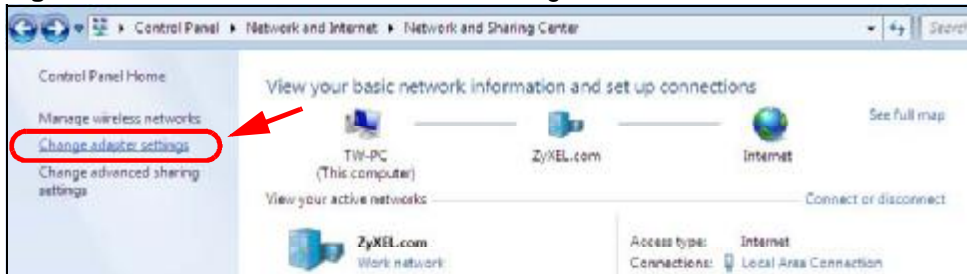 Control Panel ▸ Network and Internet ▸ Network and Sharing Center
Search
Control Panel Home
Manage wireless networks
Change adapter settings
Change advanced sharing
settings
View your basic network information and set up connections
See full map
TW-PC
(This computer)
ZyXEL.com
Internet
View your active networks
Connect or disconnect
ZyXEL.com
Work network
Access type: Internet
Connections: Local Area Connection